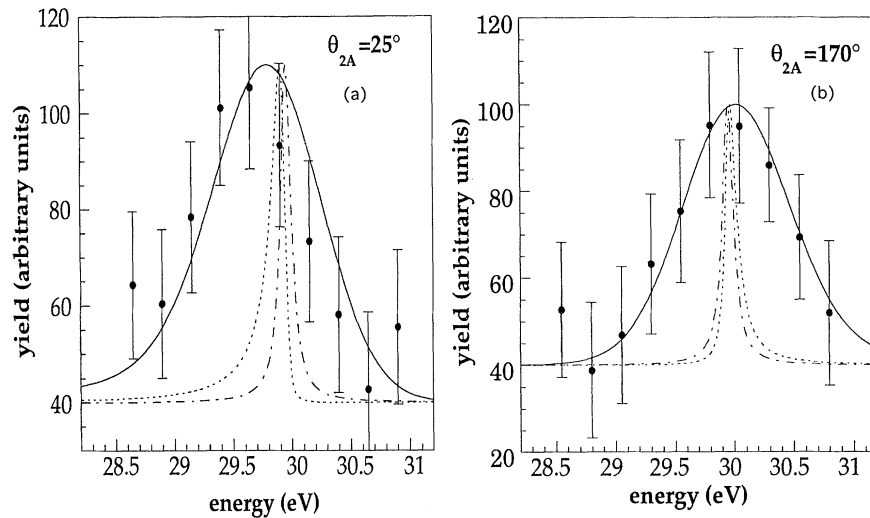 120
100
80
60
40
yield (arbitrary units)
θ2A=25°
(a)
28.5 29 29.5 30 30.5 31
energy (eV)
120
100
80
60
40
20
yield (arbitrary units)
θ2A=170°
(b)
28.5 29 29.5 30 30.5 31
energy (eV)